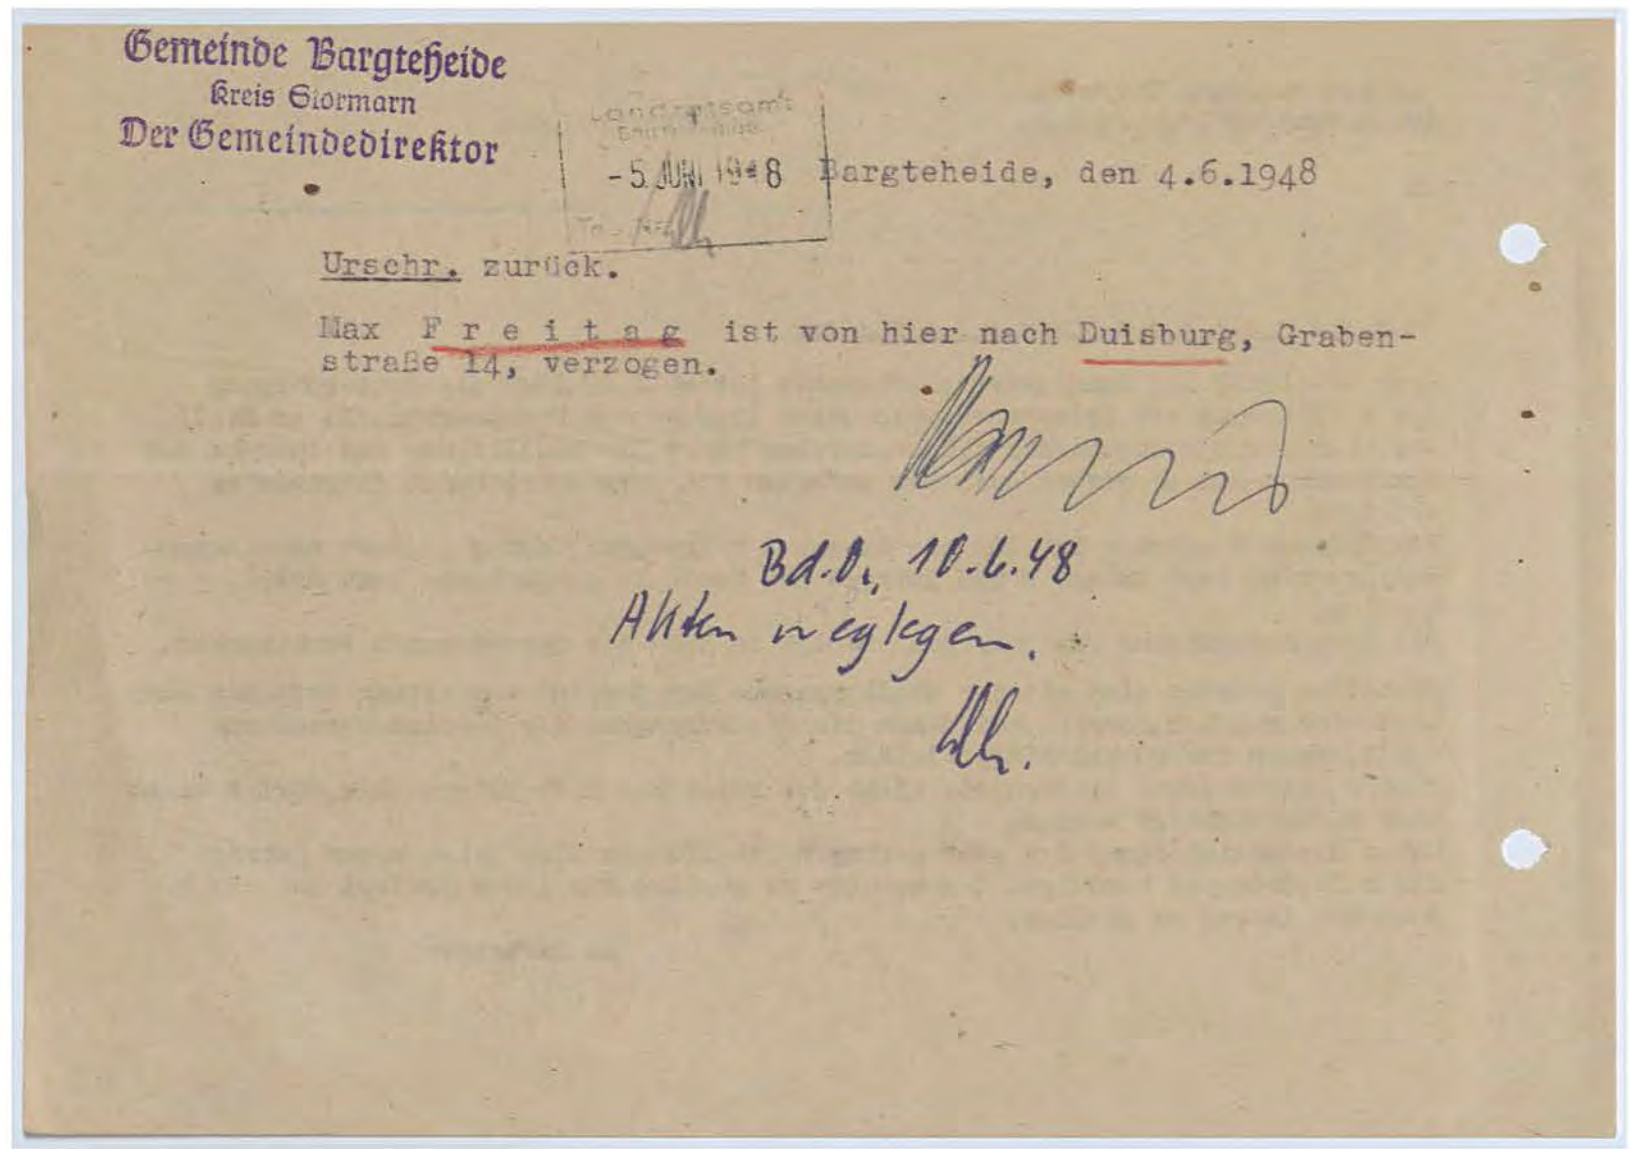 Gemeinde Bargteheide
Kreis Stormarn
Der Gemeindedirektor
Landratsamt
-5. JUNI 1948
Bargteheide, den 4.6.1948
Urschr. zurück.
Max F r e i t a g ist von hier nach Duisburg, Graben-
straße 14, verzogen.
Bd.O., 10.6.48
Akten weglegen.